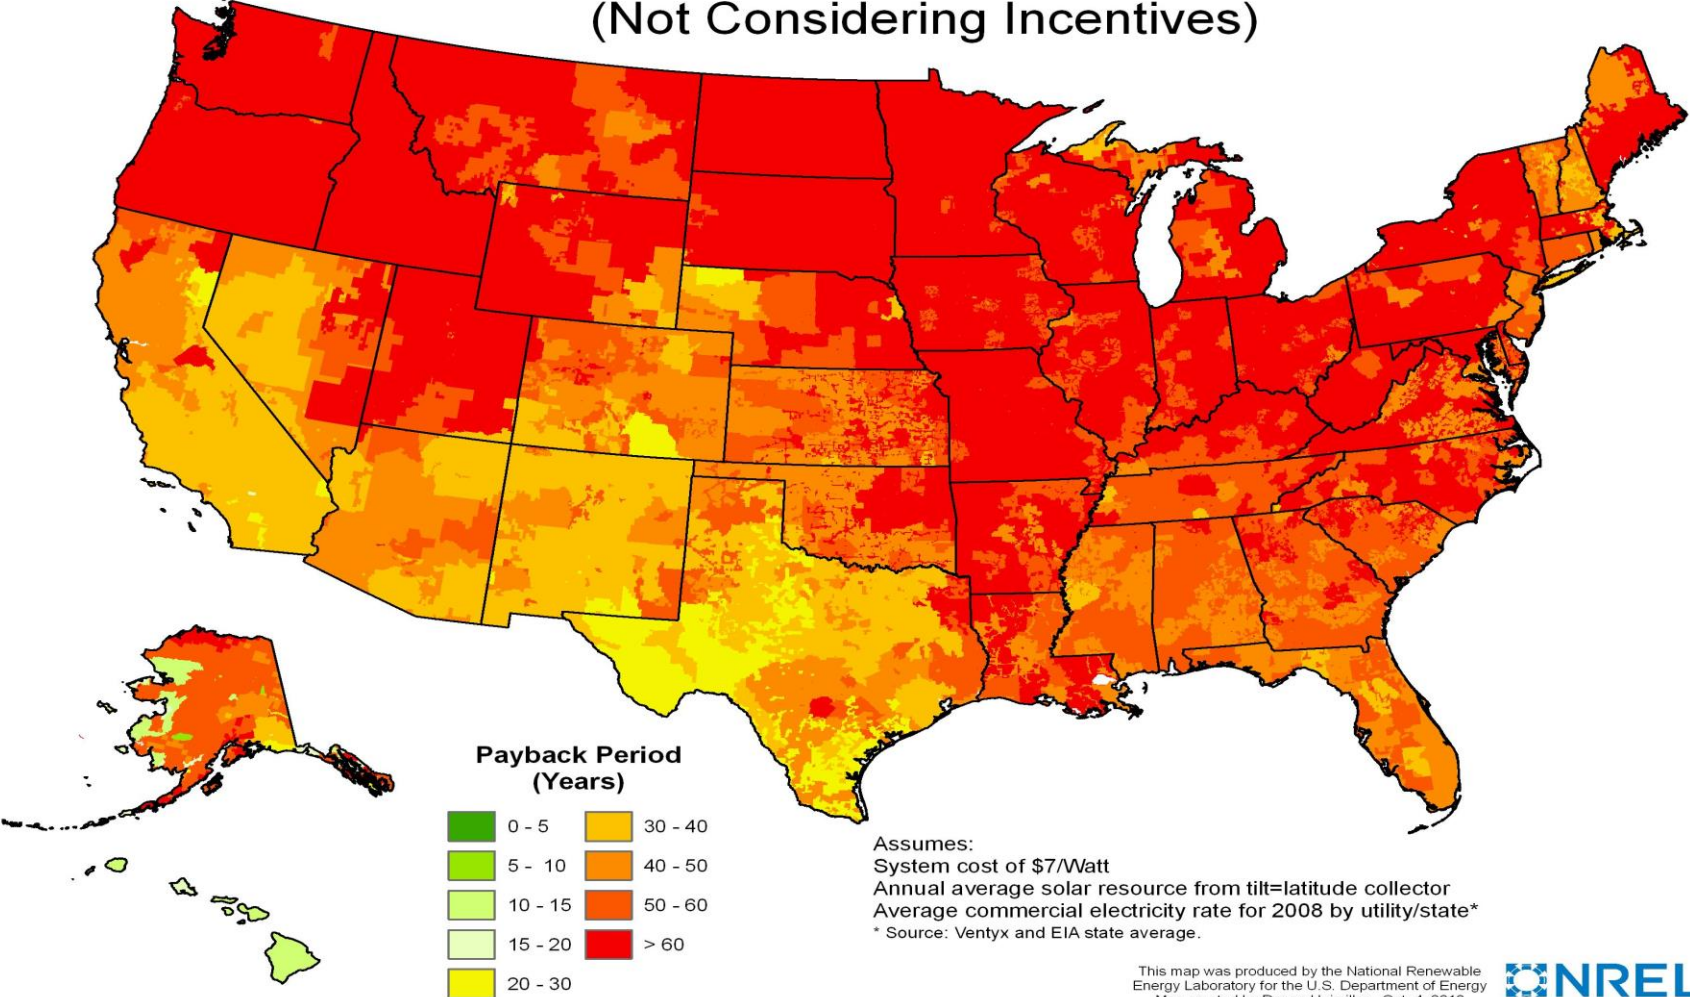 (Not Considering Incentives)
Payback Period
(Years)
0 - 5
5 - 10
10 - 15
15 - 20
20 - 30
30 - 40
40 - 50
50 - 60
> 60
Assumes:
System cost of $7/Watt
Annual average solar resource from tilt=latitude collector
Average commercial electricity rate for 2008 by utility/state*
* Source: Ventyx and EIA state average.
This map was produced by the National Renewable
Energy Laboratory for the U.S. Department of Energy
NREL